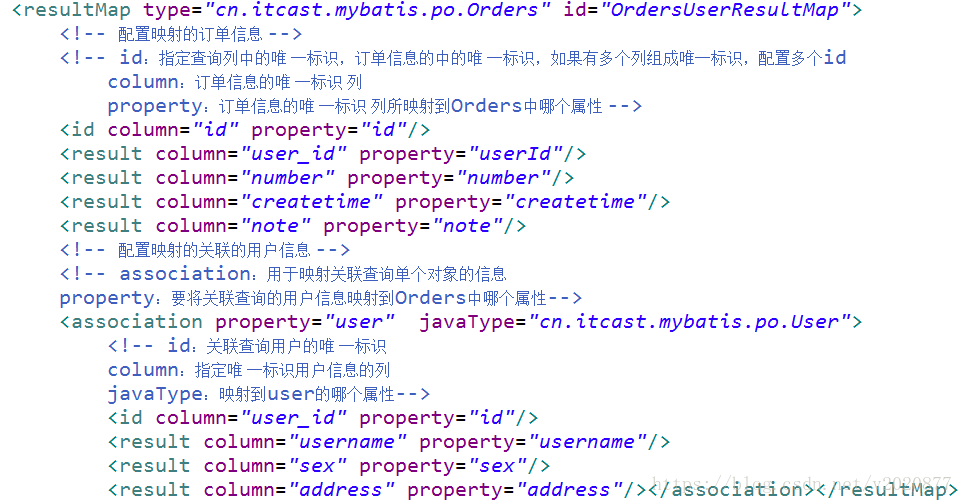 <resultMap type="cn.itcast.mybatis.po.Orders" id="OrdersUserResultMap">
<!-- 配置映射的订单信息 -->
<!-- id：指定查询列中的唯一标识，订单信息的中的唯一标识，如果有多个列组成唯一标识，配置多个id
column：订单信息的唯一标识 列
property：订单信息的唯一标识 列所映射到Orders中哪个属性 -->
<id column="id" property="id"/>
<result column="user_id" property="userId"/>
<result column="number" property="number"/>
<result column="createtime" property="createtime"/>
<result column="note" property="note"/>
<!-- 配置映射的关联的用户信息 -->
<!-- association：用于映射关联查询单个对象的信息
property：要将关联查询的用户信息映射到Orders中哪个属性-->
<association property="user"  javaType="cn.itcast.mybatis.po.User">
<!-- id：关联查询用户的唯一标识
column：指定唯一标识用户信息的列
javaType：映射到user的哪个属性-->
<id column="user_id" property="id"/>
<result column="username" property="username"/>
<result column="sex" property="sex"/>
<result column="address" property="address"/></association></resultMap>
https://blog.csdn.net/y2020877